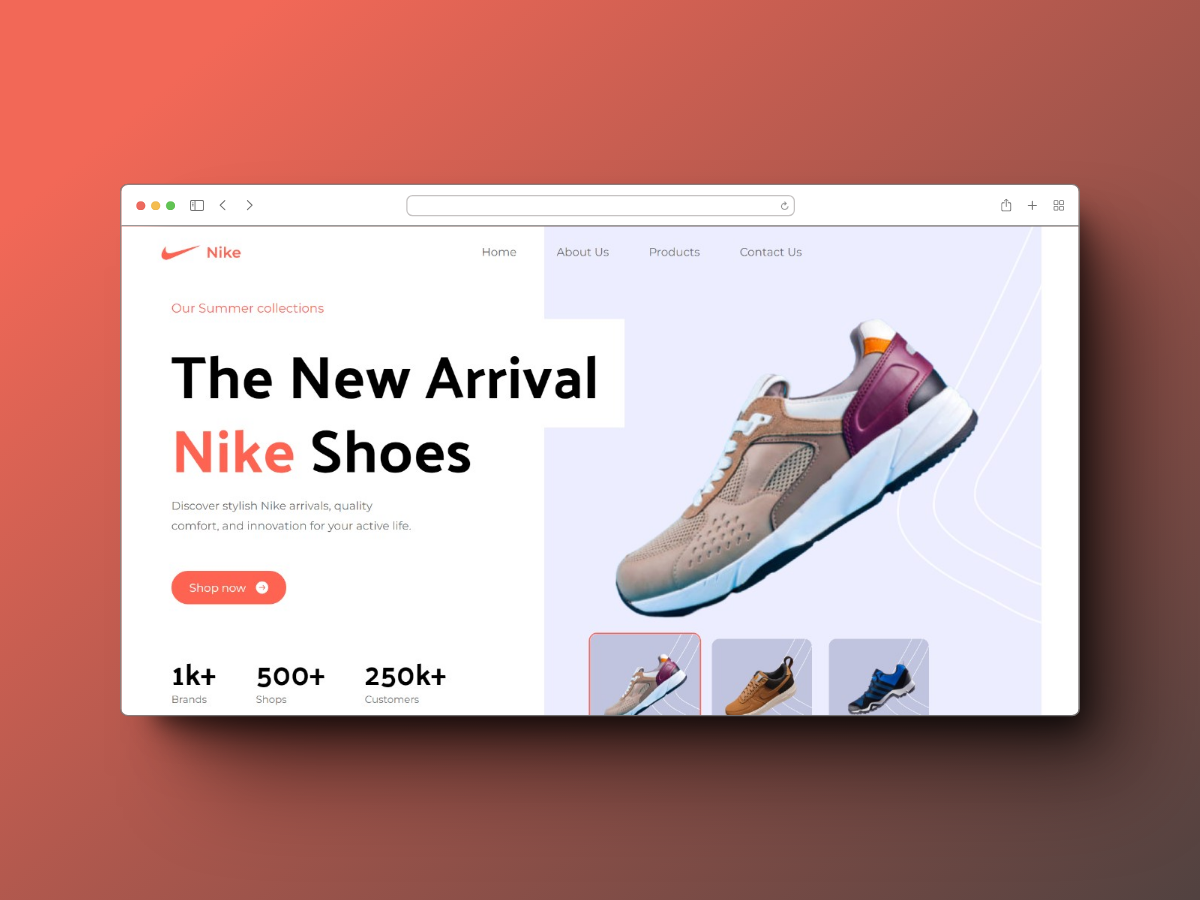 Nike
Home
About Us
Products
Contact Us
Our Summer collections
The New Arrival
Nike Shoes
Discover stylish Nike arrivals, quality
comfort, and innovation for your active life.
Shop now
1k+
Brands
500+
Shops
250k+
Customers